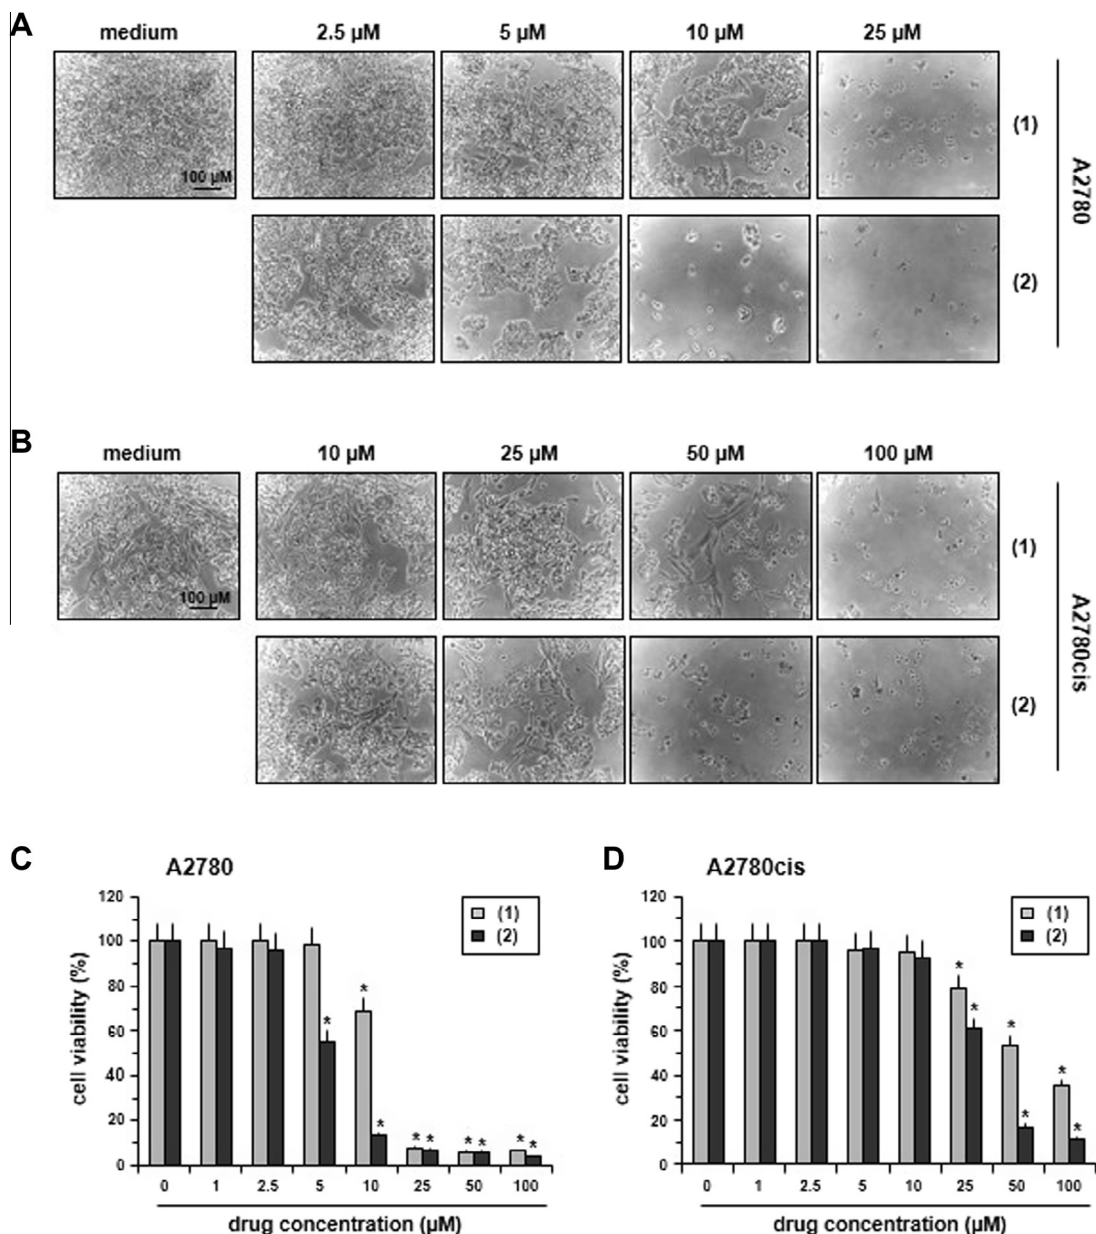 A
medium 2.5 µM 5 µM 10 µM 25 µM
100 µM
(1)
(2)
A2780
B
medium 10 µM 25 µM 50 µM 100 µM
100 µM
(1)
(2)
A2780cis
C
A2780
120
100
80
60
40
20
0
cell viability (%)
(1)
(2)
* * * * * * * * *
0 1 2.5 5 10 25 50 100
drug concentration (µM)
D
A2780cis
120
100
80
60
40
20
0
cell viability (%)
(1)
(2)
* * * * * *
0 1 2.5 5 10 25 50 100
drug concentration (µM)